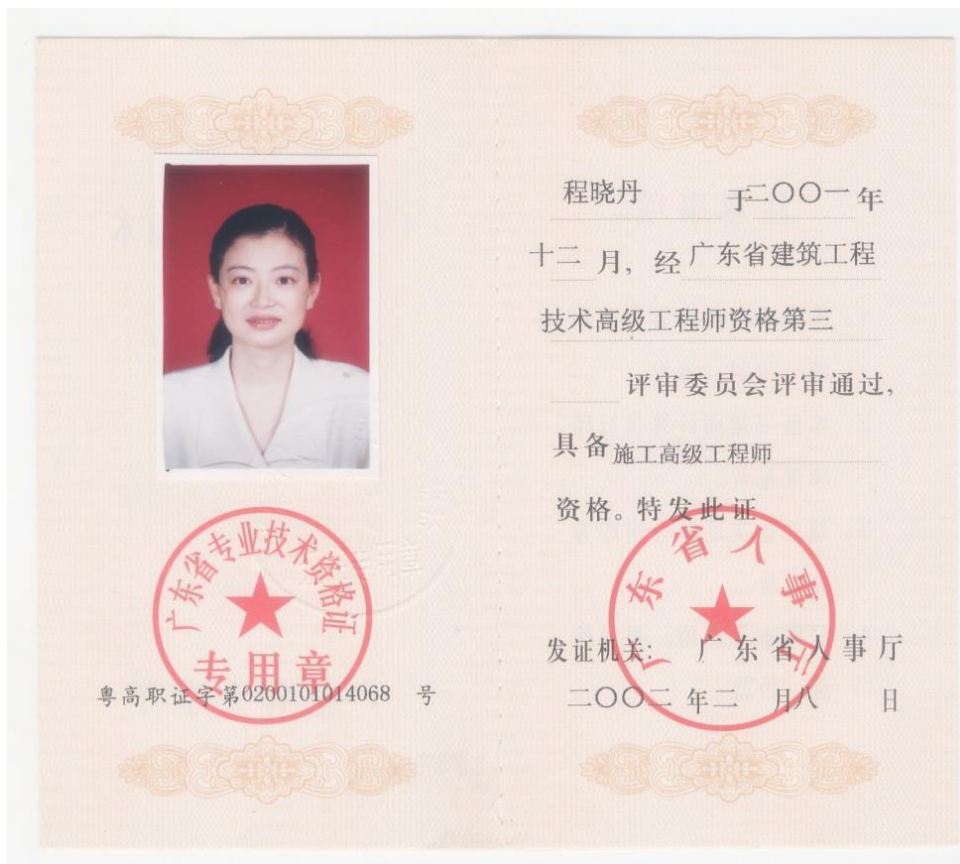 广东省专业技术资格证
专用章
粤高职证字第0200101014068 号
程晓丹 于二〇〇一年
十二 月，经 广东省建筑工程
技术高级工程师资格第三
评审委员会评审通过，
具备 施工高级工程师
资格。特发此证
广东省人事厅
发证机关： 广东省人事厅
二〇〇二 年二 月八 日